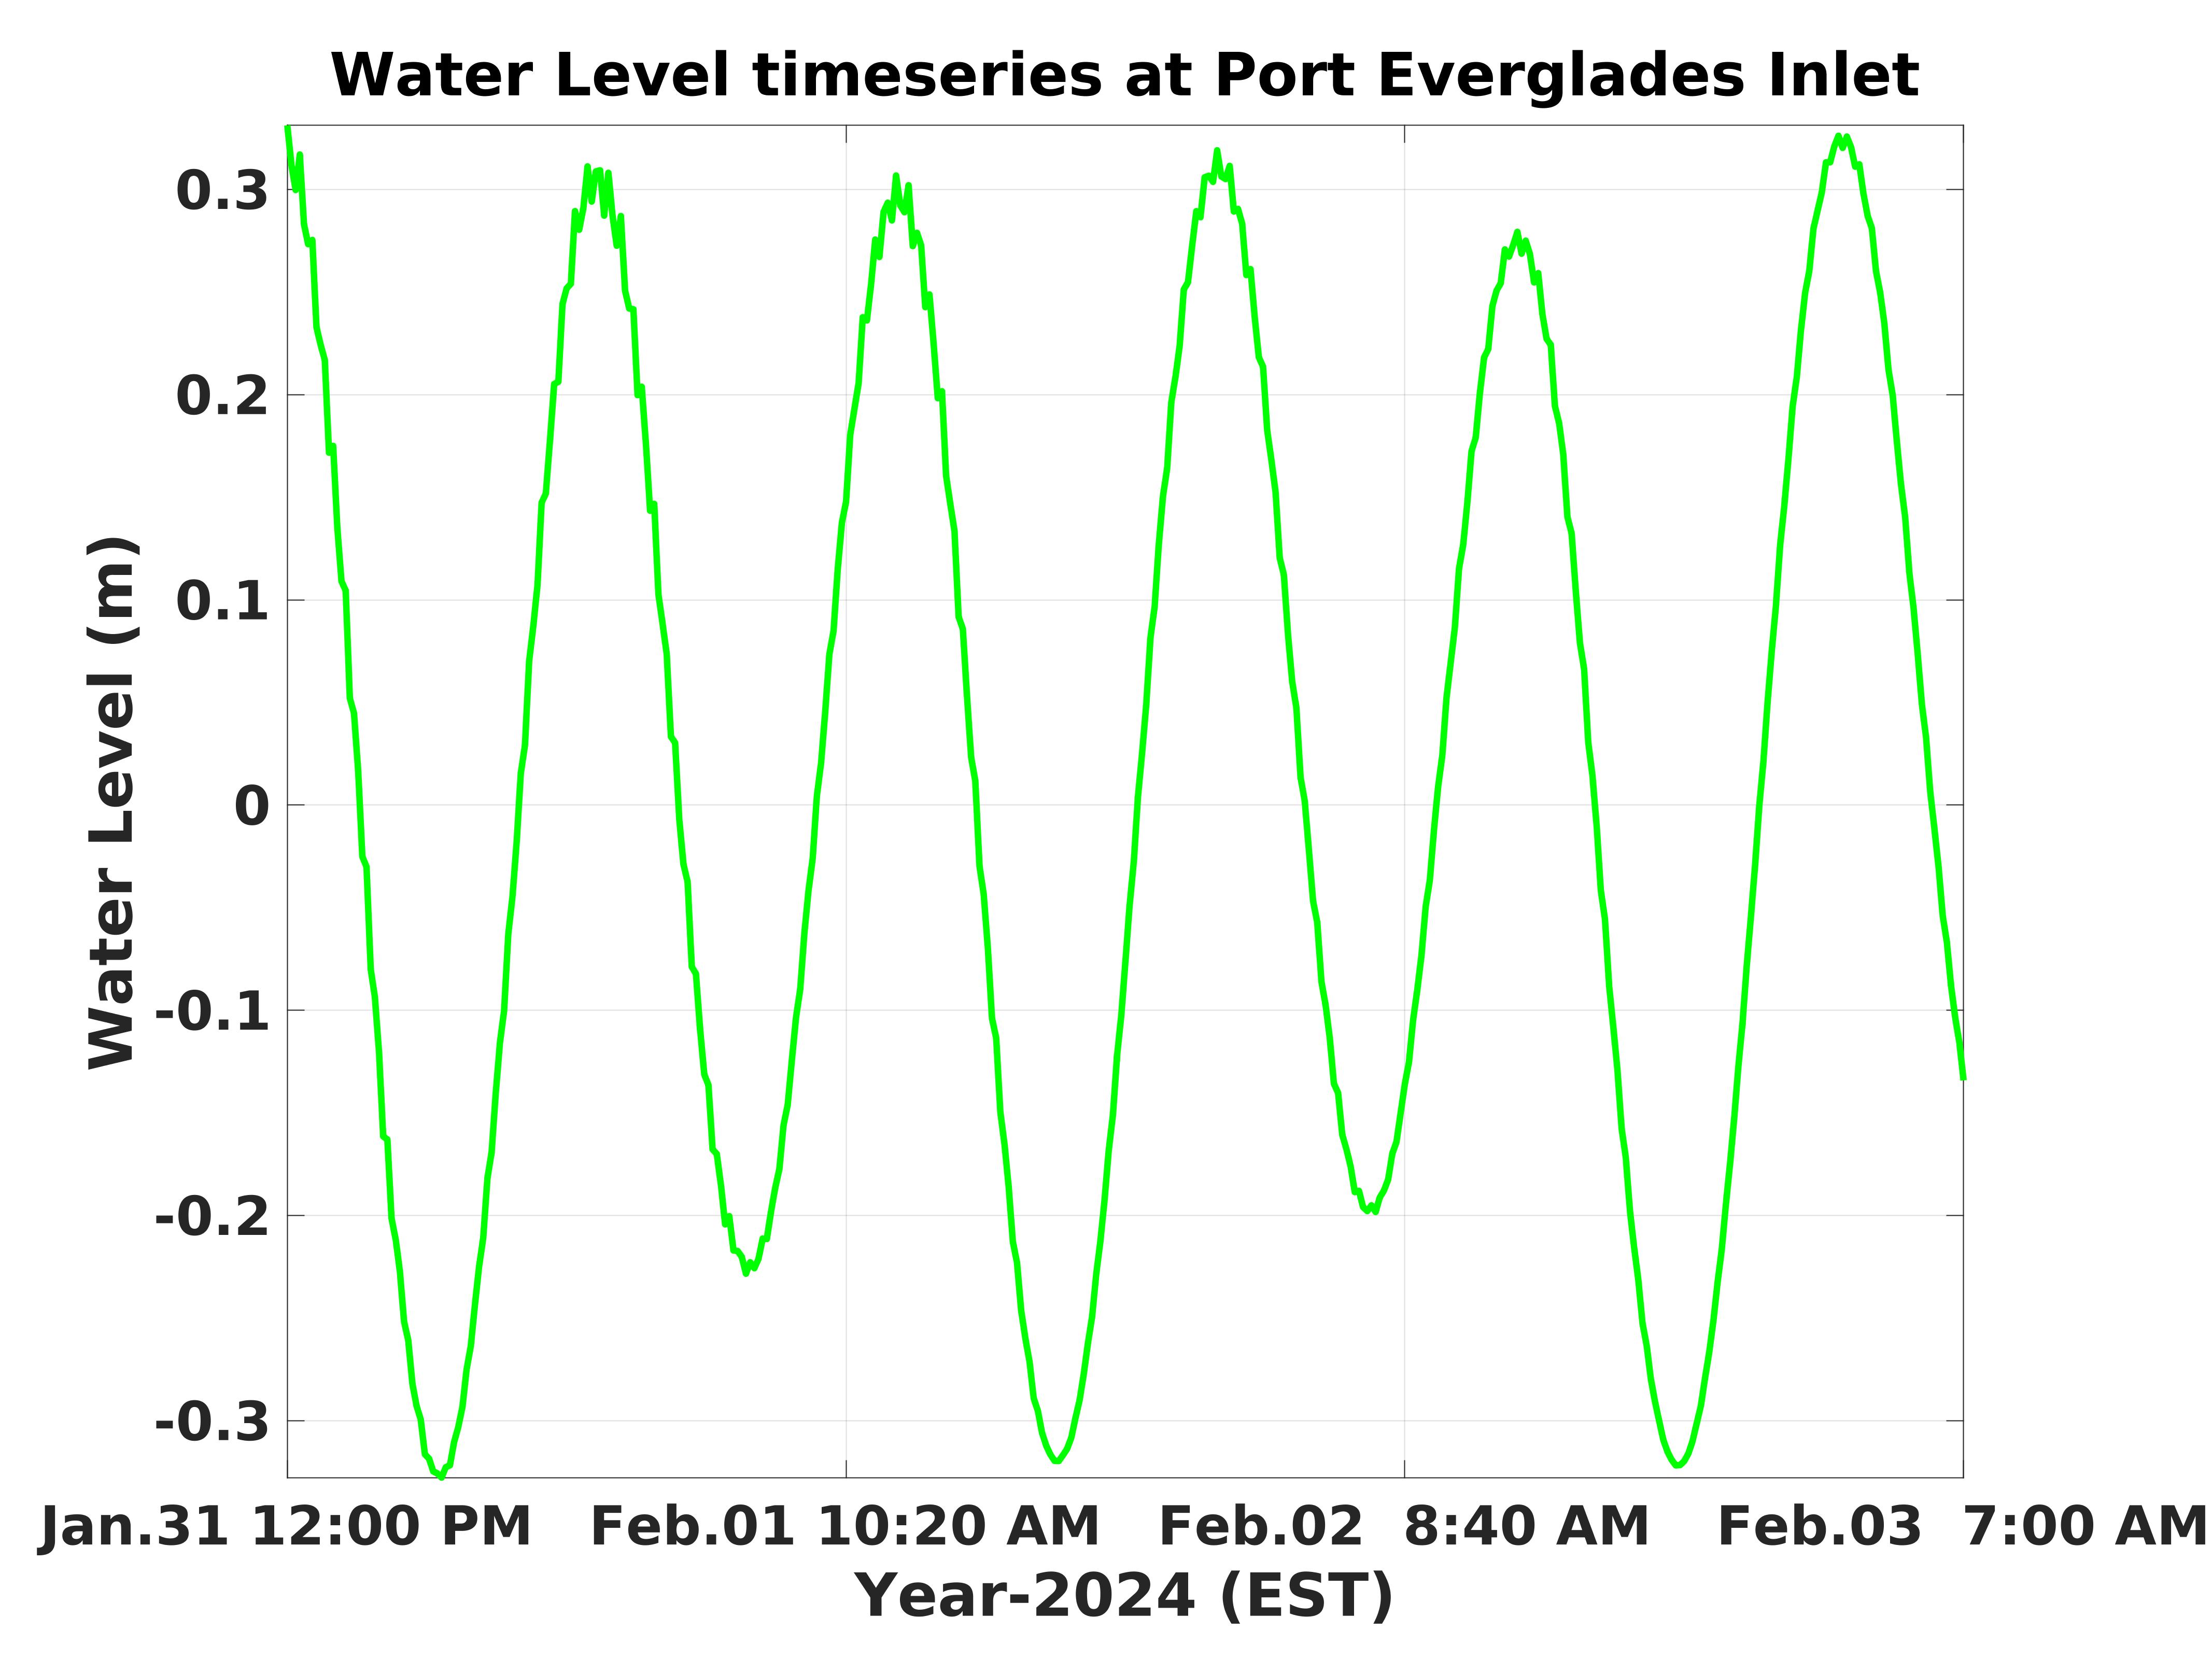 Water Level timeseries at Port Everglades Inlet
0.3
0.2
0.1
0
-0.1
-0.2
-0.3
Water Level (m)
Jan.31 12:00 PM Feb.01 10:20 AM Feb.02 8:40 AM Feb.03 7:00 AM
Year-2024 (EST)